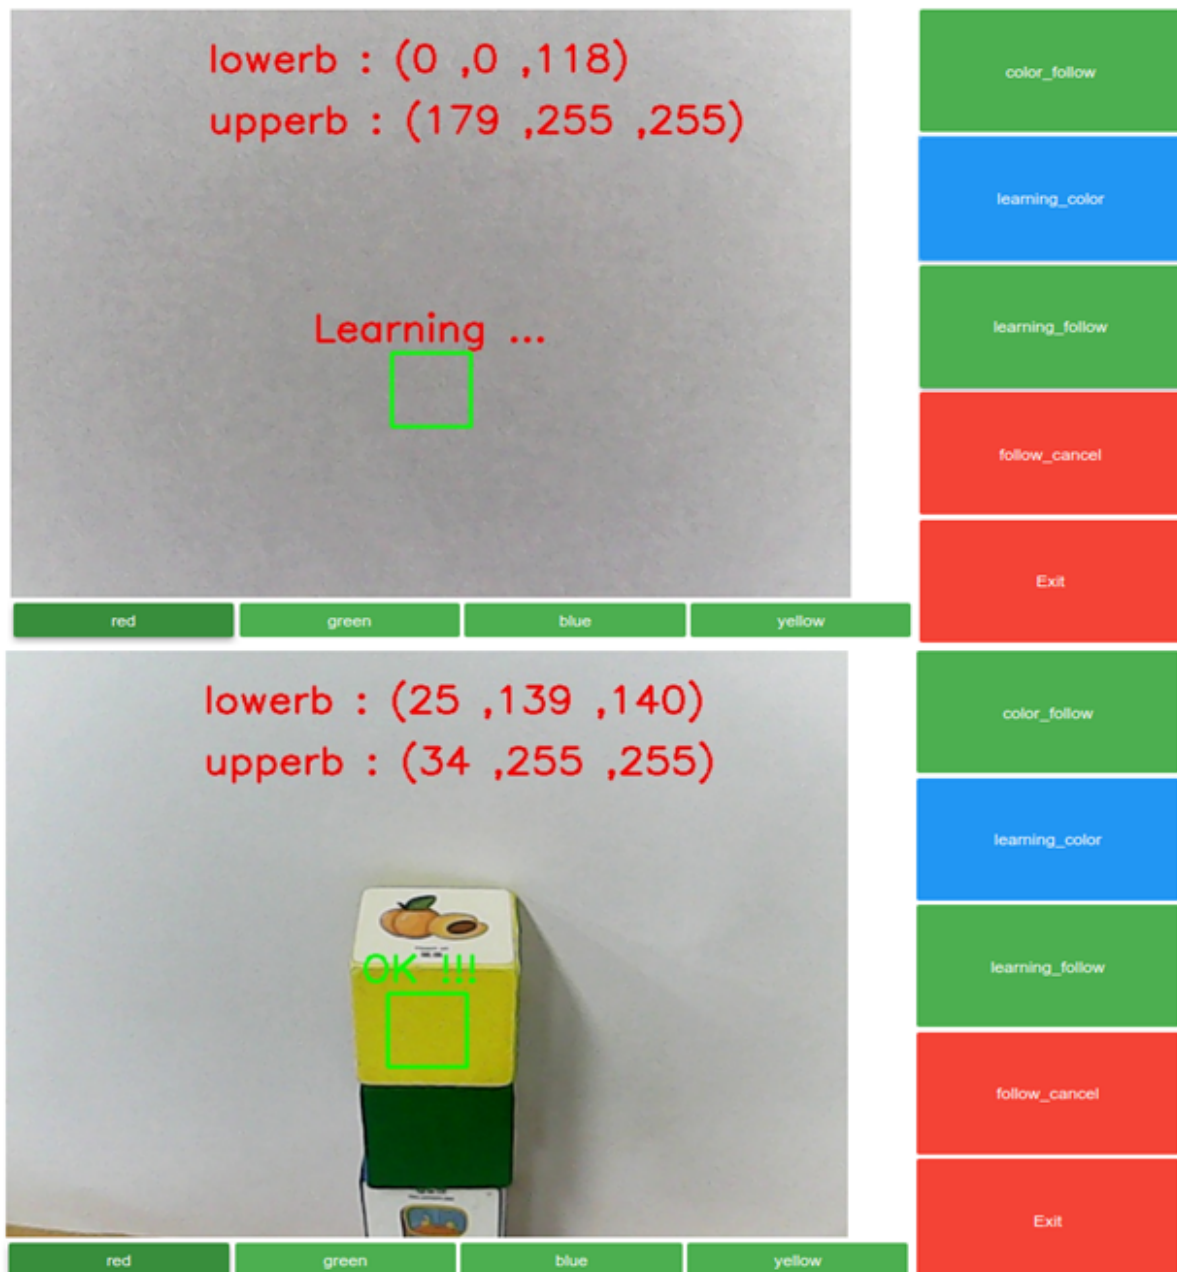 lowerb : (0 ,0 ,118)
upperb : (179 ,255 ,255)
Learning ...
red
green
blue
yellow
color_follow
learning_color
learning_follow
follow_cancel
Exit
lowerb : (25 ,139 ,140)
upperb : (34 ,255 ,255)
OK !!!
red
green
blue
yellow
color_follow
learning_color
learning_follow
follow_cancel
Exit